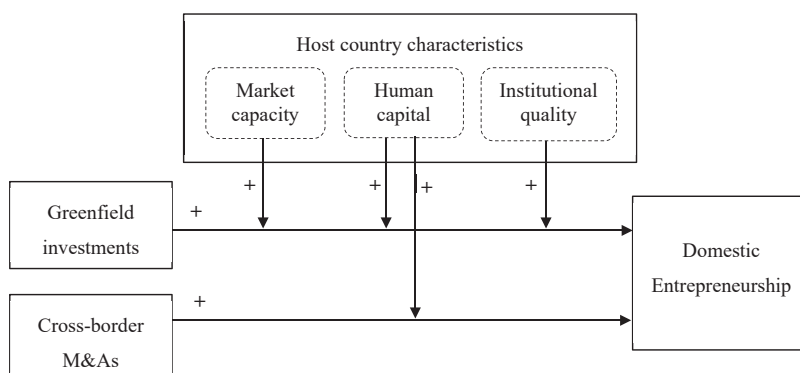 Host country characteristics
Market
capacity
Human
capital
Institutional
quality
+
+
+
+
Greenfield
investments
+
Domestic
Entrepreneurship
Cross-border
M&As
+